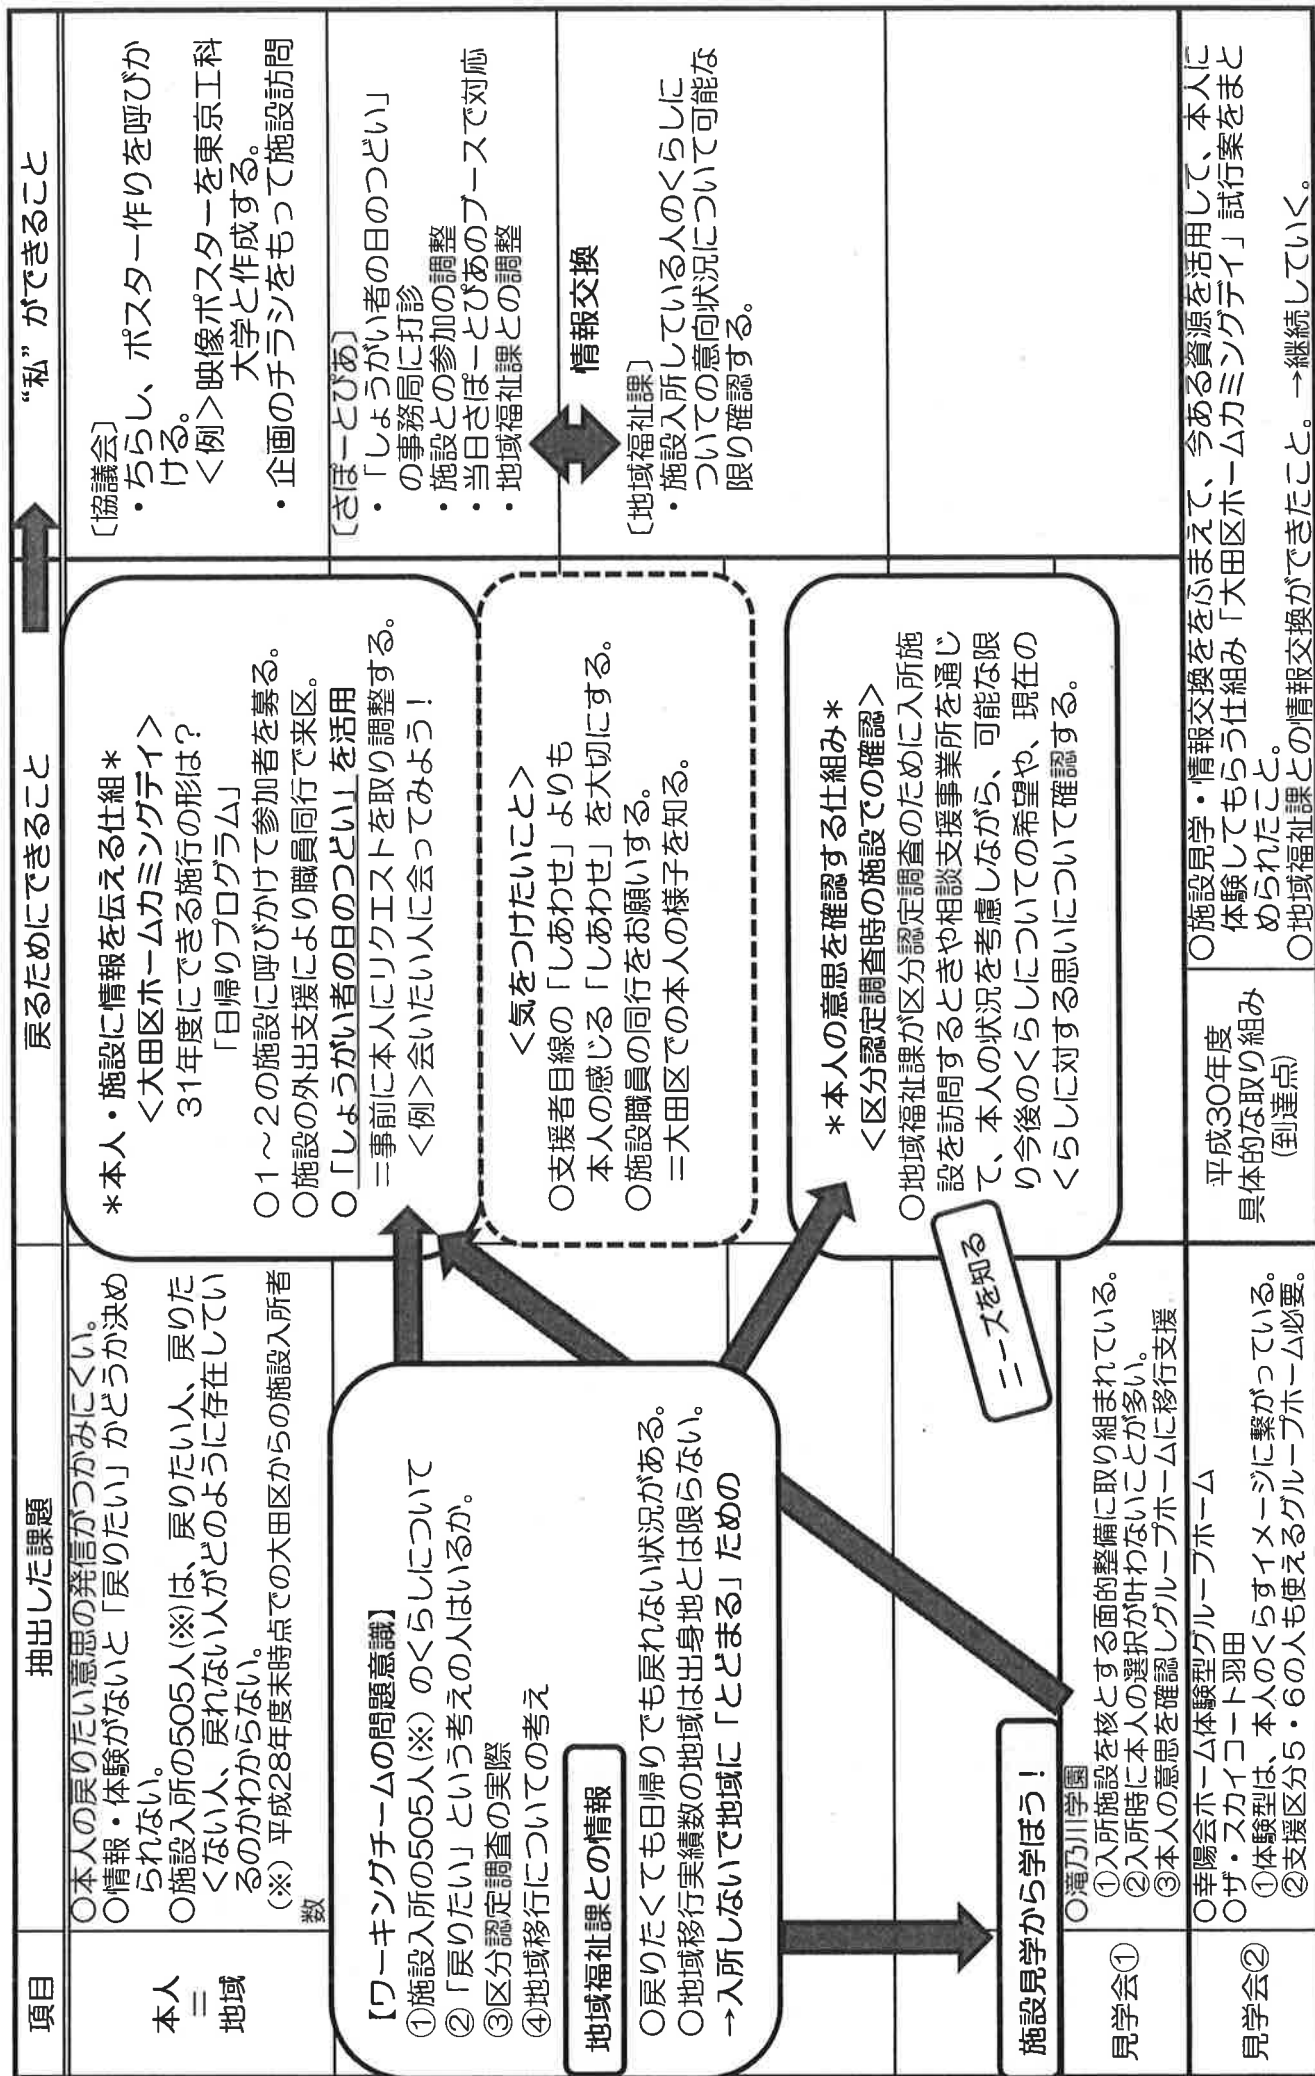 項目
抽出した課題
戻るためにできること
“私”ができること
本人
＝
地域
○本人の戻りたい意思の発信がつかみにくい。
○情報・体験がないと「戻りたい」かどうか決め
られない。
○施設入所の505人(※)は、戻りたい人、戻りた
くない人、戻れない人がどのように存在してい
るのかわからない。
(※) 平成28年度末時点での大田区からの施設入所者
数
【ワーキングチームの問題意識】
①施設入所の505人(※) のくらしについて
②「戻りたい」という考えの人はいるか。
③区分認定調査の実際
④地域移行についての考え
地域福祉課との情報
○戻りたくても日帰りでも戻れない状況がある。
○地域移行実績数の地域は出身地とは限らない。
→入所しないで地域に「とどまる」ための
施設見学から学ぼう！
ニーズを知る
＊本人・施設に情報を伝える仕組＊
＜大田区ホームカミングデイ＞
31年度にできる施行の形は？
「日帰りプログラム」
○1～2の施設に呼びかけて参加者を募る。
○施設の外出支援により職員同行で来区。
○「しょうがい者の日のつどい」を活用
＝事前に本人にリクエストを取り調整する。
＜例＞会いたい人に会ってみよう！
＜気をつけたいこと＞
○支援者目線の「しあわせ」よりも
本人の感じる「しあわせ」を大切にする。
○施設職員の同行をお願いする。
＝大田区での本人の様子を知る。
＊本人の意思を確認する仕組み＊
＜区分認定調査時の施設での確認＞
○地域福祉課が区分認定調査のために入所施
設を訪問するときや相談支援事業所を通じ
て、本人の状況を考慮しながら、可能な限
り今後のくらしについての希望や、現在の
くらしに対する思いについて確認する。
〔協議会〕
・ちらし、ポスター作りを呼びか
ける。
＜例＞映像ポスターを東京工科
大学と作成する。
・企画のチラシをもって施設訪問
〔さぽーとぴあ〕
・「しょうがい者の日のつどい」
の事務局に打診
・施設との参加の調整
・当日さぽーとぴあのブースで対応
・地域福祉課との調整
情報交換
〔地域福祉課〕
・施設入所している人のくらしに
ついての意向状況について可能な
限り確認する。
見学会①
○滝乃川学園
①入所施設を核とする面的整備に取り組まれている。
②入所時に本人の選択が叶わないことが多い。
③本人の意思を確認しグループホームに移行支援
見学会②
○幸陽会ホーム体験型グループホーム
○ザ・スカイコート羽田
①体験型は、本人のくらすイメージに繋がっている。
②支援区分5・6の人も使えるグループホーム必要。
平成30年度
具体的な取り組み
(到達点)
○施設見学・情報交換をを​ふまえて、今ある資源を活用して、本人に
体験してもらう仕組み「大田区ホームカミングデイ」試行案をまと
められたこと。
○地域福祉課との情報交換ができたこと。→継続していく。